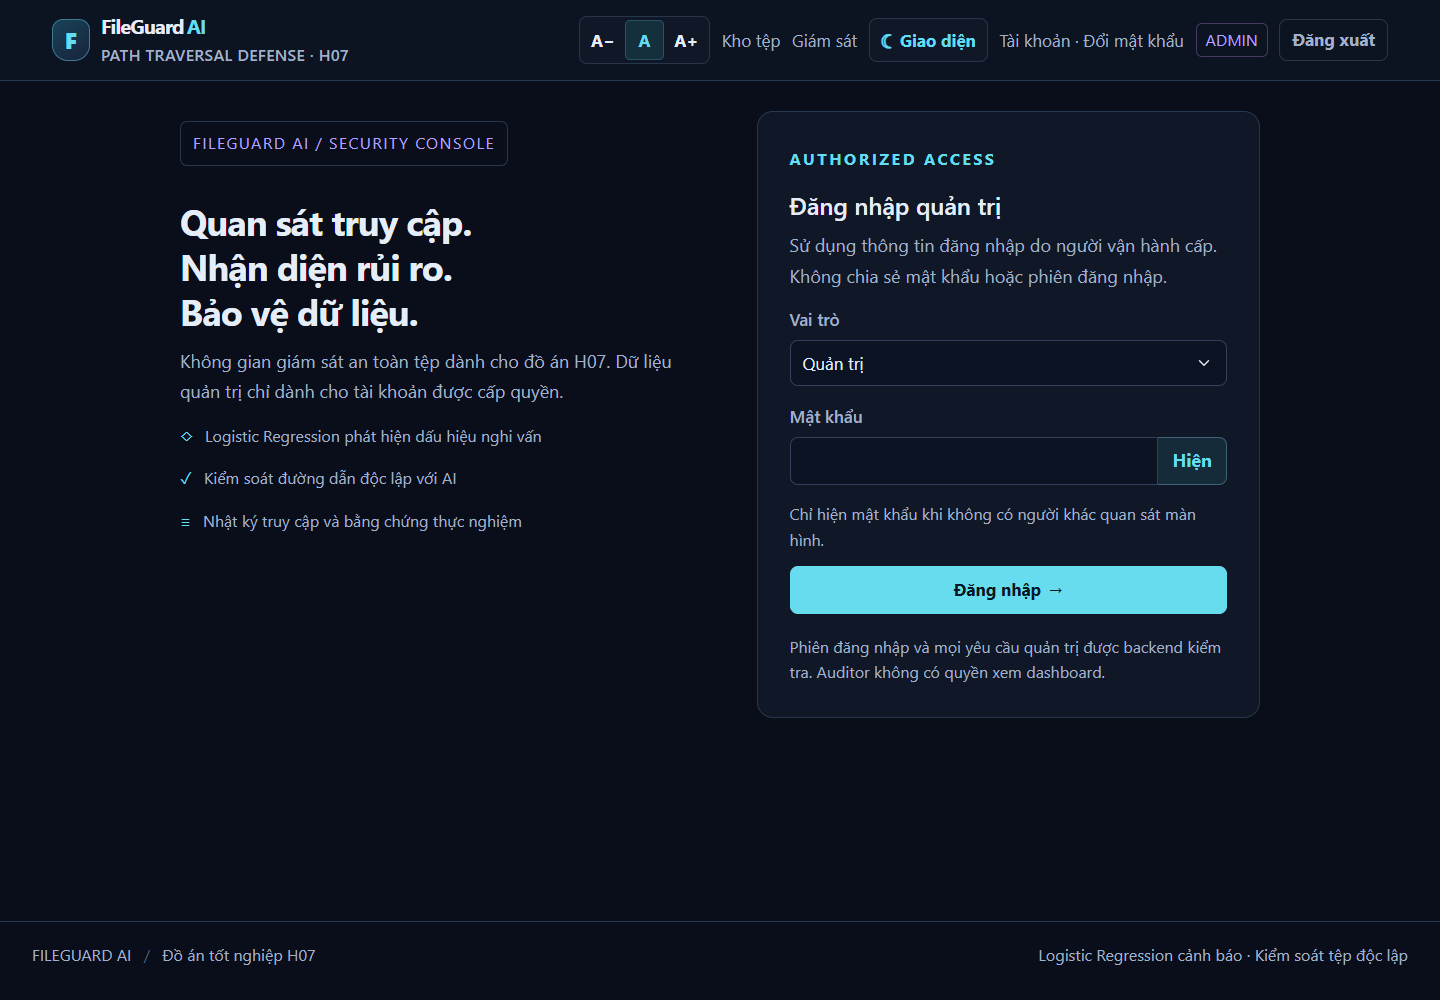 F
FileGuard AI
PATH TRAVERSAL DEFENSE · H07
A− A A+ Kho tệp Giám sát ☾ Giao diện Tài khoản · Đổi mật khẩu ADMIN Đăng xuất
FILEGUARD AI / SECURITY CONSOLE
Quan sát truy cập.
Nhận diện rủi ro.
Bảo vệ dữ liệu.
Không gian giám sát an toàn tệp dành cho đồ án H07. Dữ liệu
quản trị chỉ dành cho tài khoản được cấp quyền.
◇ Logistic Regression phát hiện dấu hiệu nghi vấn
✓ Kiểm soát đường dẫn độc lập với AI
≡ Nhật ký truy cập và bằng chứng thực nghiệm
AUTHORIZED ACCESS
Đăng nhập quản trị
Sử dụng thông tin đăng nhập do người vận hành cấp.
Không chia sẻ mật khẩu hoặc phiên đăng nhập.
Vai trò
Quản trị
Mật khẩu
Hiện
Chỉ hiện mật khẩu khi không có người khác quan sát màn
hình.
Đăng nhập →
Phiên đăng nhập và mọi yêu cầu quản trị được backend kiểm
tra. Auditor không có quyền xem dashboard.
FILEGUARD AI / Đồ án tốt nghiệp H07
Logistic Regression cảnh báo · Kiểm soát tệp độc lập